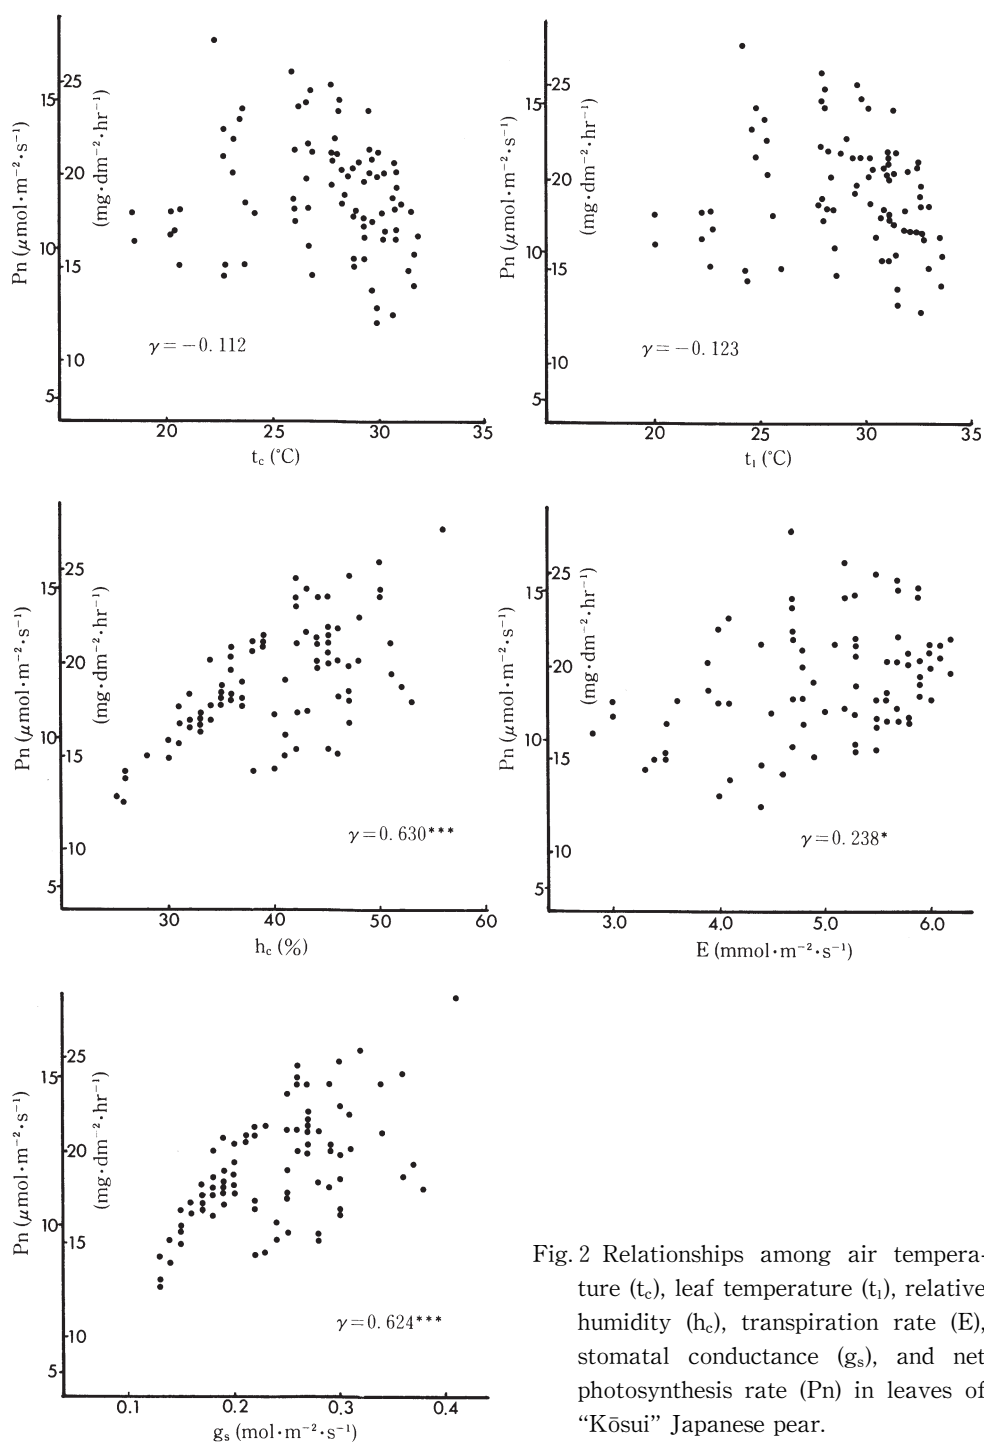 Pn (μmol·m⁻²·s⁻¹)
(mg·dm⁻²·hr⁻¹)
25
15
20
10
15
10
5
γ=−0.112
20 25 30 35
t_c (°C)
Pn (μmol·m⁻²·s⁻¹)
(mg·dm⁻²·hr⁻¹)
25
15
20
10
15
10
5
γ=−0.123
20 25 30 35
t_l (°C)
Pn (μmol·m⁻²·s⁻¹)
(mg·dm⁻²·hr⁻¹)
25
15
20
10
15
10
5
γ=0.630***
30 40 50 60
h_c (%)
Pn (μmol·m⁻²·s⁻¹)
(mg·dm⁻²·hr⁻¹)
25
15
20
10
15
10
5
γ=0.238*
3.0 4.0 5.0 6.0
E (mmol·m⁻²·s⁻¹)
Pn (μmol·m⁻²·s⁻¹)
(mg·dm⁻²·hr⁻¹)
25
15
20
10
15
10
5
γ=0.624***
0.1 0.2 0.3 0.4
g_s (mol·m⁻²·s⁻¹)
Fig. 2 Relationships among air tempera-
ture (t_c), leaf temperature (t_l), relative
humidity (h_c), transpiration rate (E),
stomatal conductance (g_s), and net
photosynthesis rate (Pn) in leaves of
“Kōsui” Japanese pear.